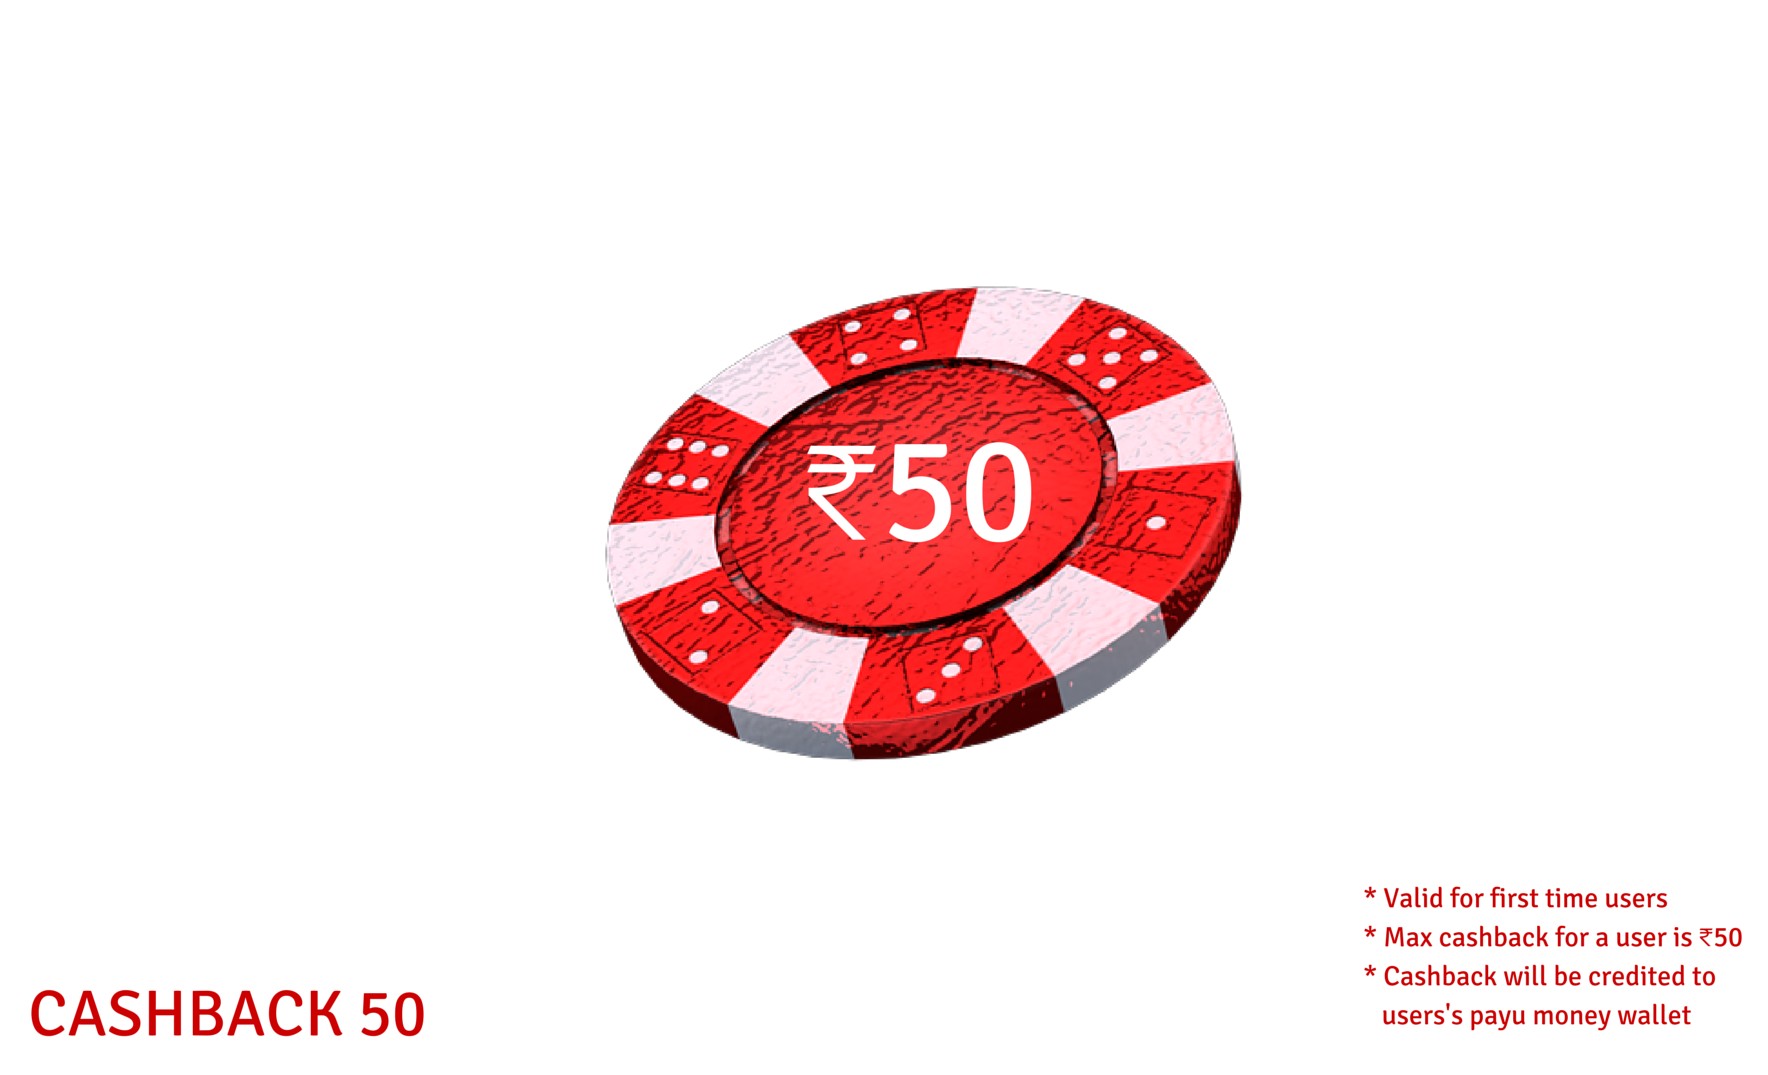 ₹50
* Valid for first time users
* Max cashback for a user is ₹50
* Cashback will be credited to
users's payu money wallet
CASHBACK 50